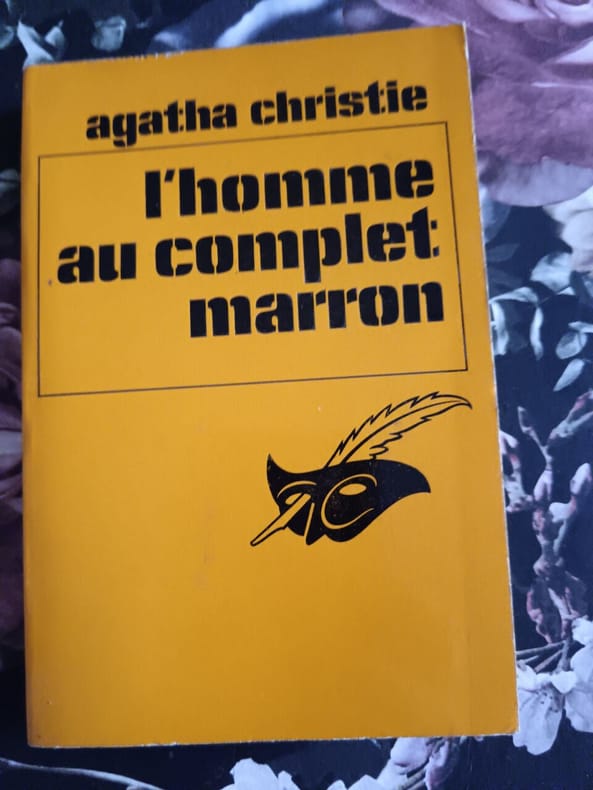 agatha christie
l'homme
au complet
marron